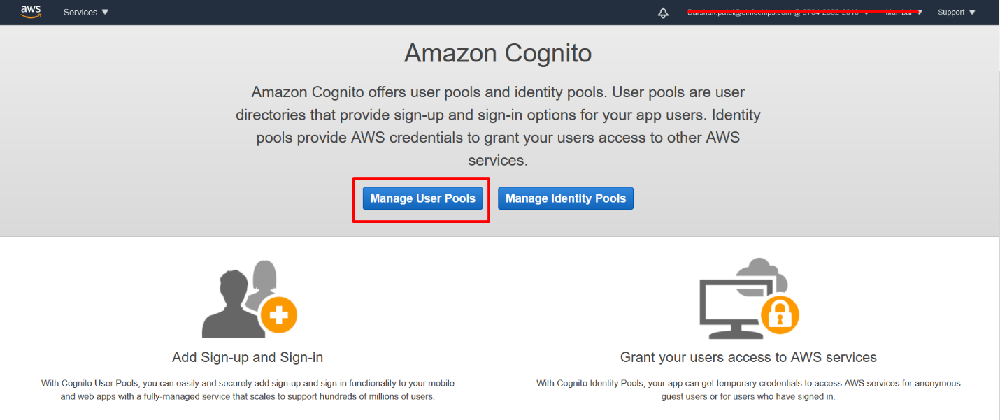 aws
Services
Support
Amazon Cognito
Amazon Cognito offers user pools and identity pools. User pools are user
directories that provide sign-up and sign-in options for your app users. Identity
pools provide AWS credentials to grant your users access to other AWS
services.
Manage User Pools
Manage Identity Pools
Add Sign-up and Sign-in
With Cognito User Pools, you can easily and securely add sign-up and sign-in functionality to your mobile
and web apps with a fully-managed service that scales to support hundreds of millions of users.
Grant your users access to AWS services
With Cognito Identity Pools, your app can get temporary credentials to access AWS services for anonymous
guest users or for users who have signed in.